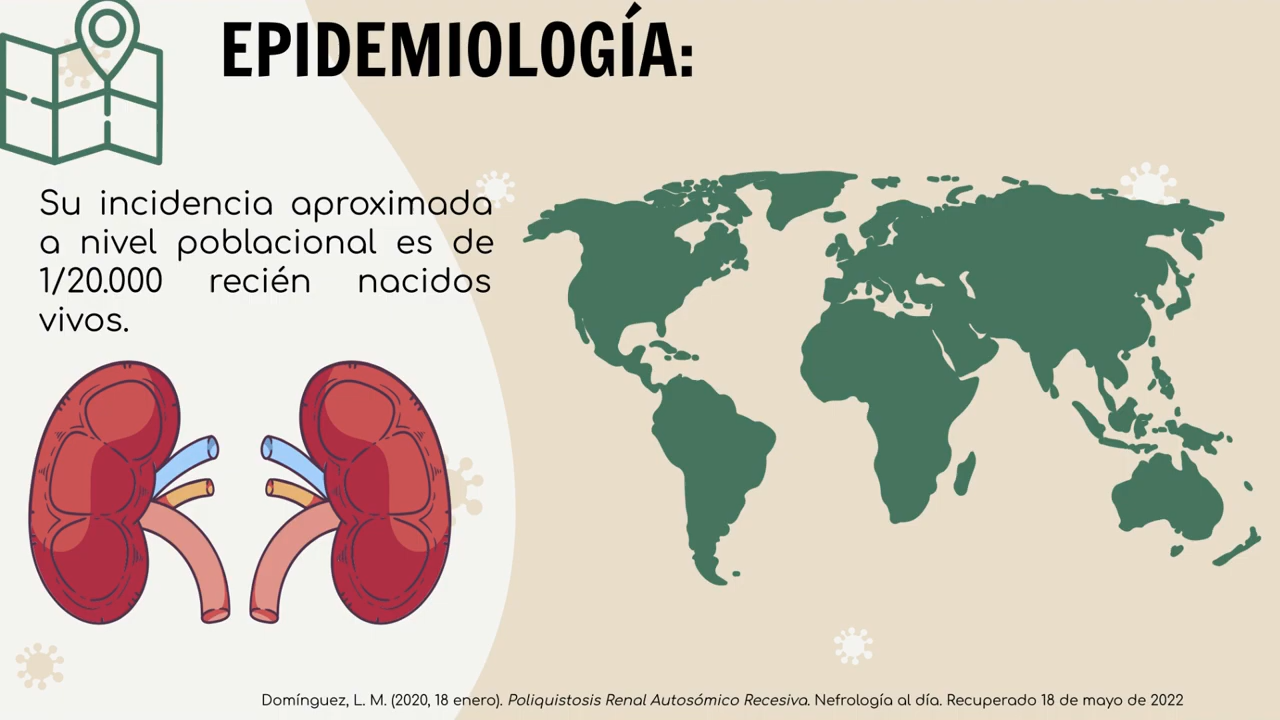 EPIDEMIOLOGÍA:
Su incidencia aproximada
a nivel poblacional es de
1/20.000 recién nacidos
vivos.
Domínguez, L. M. (2020, 18 enero). Poliquistosis Renal Autosómico Recesiva. Nefrología al día. Recuperado 18 de mayo de 2022